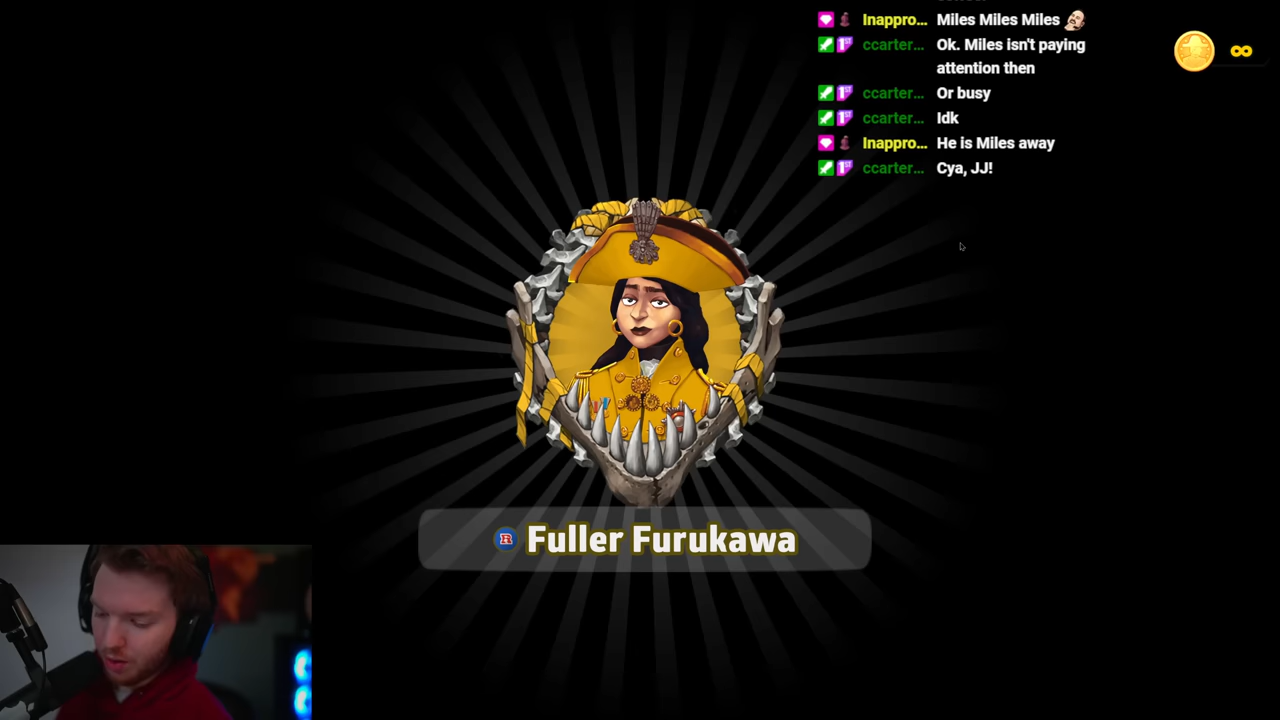 Inappro... Miles Miles Miles
ccarter... Ok. Miles isn't paying
attention then
ccarter... Or busy
ccarter... Idk
Inappro... He is Miles away
ccarter... Cya, JJ!
∞
R Fuller Furukawa